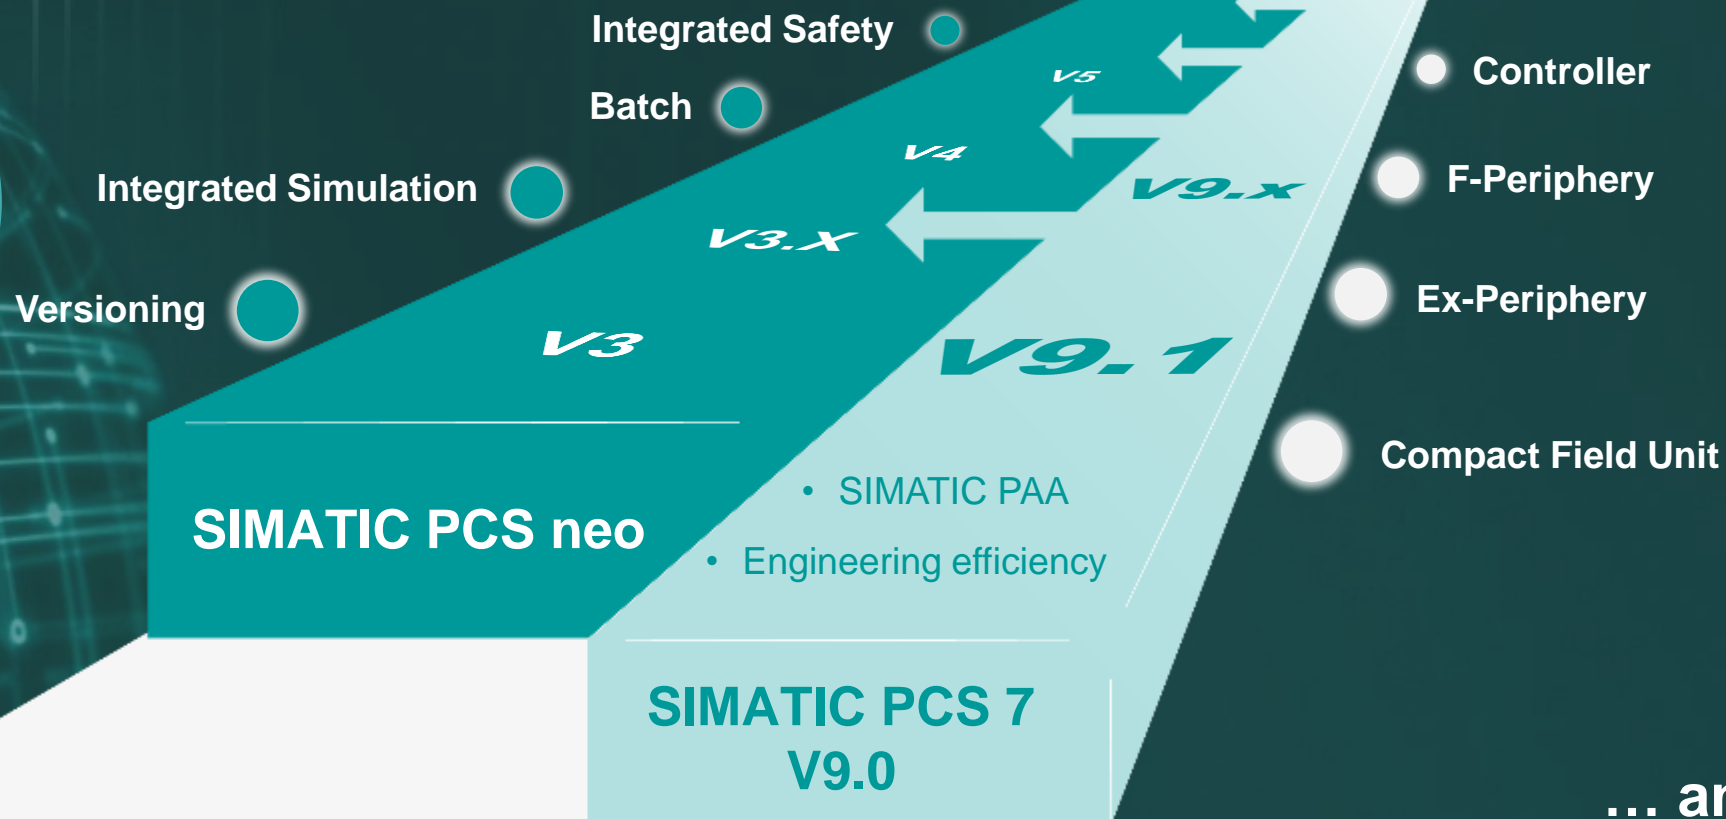 Integrated Safety
Controller
V5
Batch
V4
F-Periphery
Integrated Simulation
V9.x
V3.X
Ex-Periphery
Versioning
V3
V9.1
Compact Field Unit
• SIMATIC PAA
SIMATIC PCS neo
• Engineering efficiency
SIMATIC PCS 7
V9.0
…